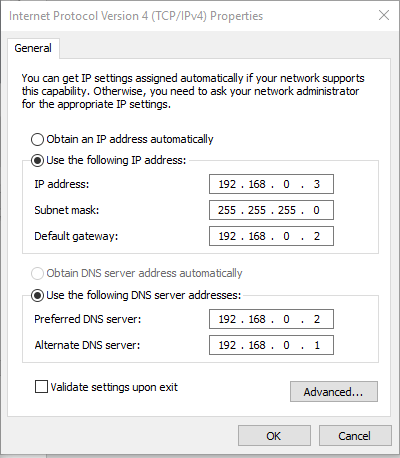 Internet Protocol Version 4 (TCP/IPv4) Properties
General
You can get IP settings assigned automatically if your network supports
this capability. Otherwise, you need to ask your network administrator
for the appropriate IP settings.
Obtain an IP address automatically
Use the following IP address:
IP address: 192 . 168 . 0 . 3
Subnet mask: 255 . 255 . 255 . 0
Default gateway: 192 . 168 . 0 . 2
Obtain DNS server address automatically
Use the following DNS server addresses:
Preferred DNS server: 192 . 168 . 0 . 2
Alternate DNS server: 192 . 168 . 0 . 1
Validate settings upon exit
Advanced...
OK Cancel